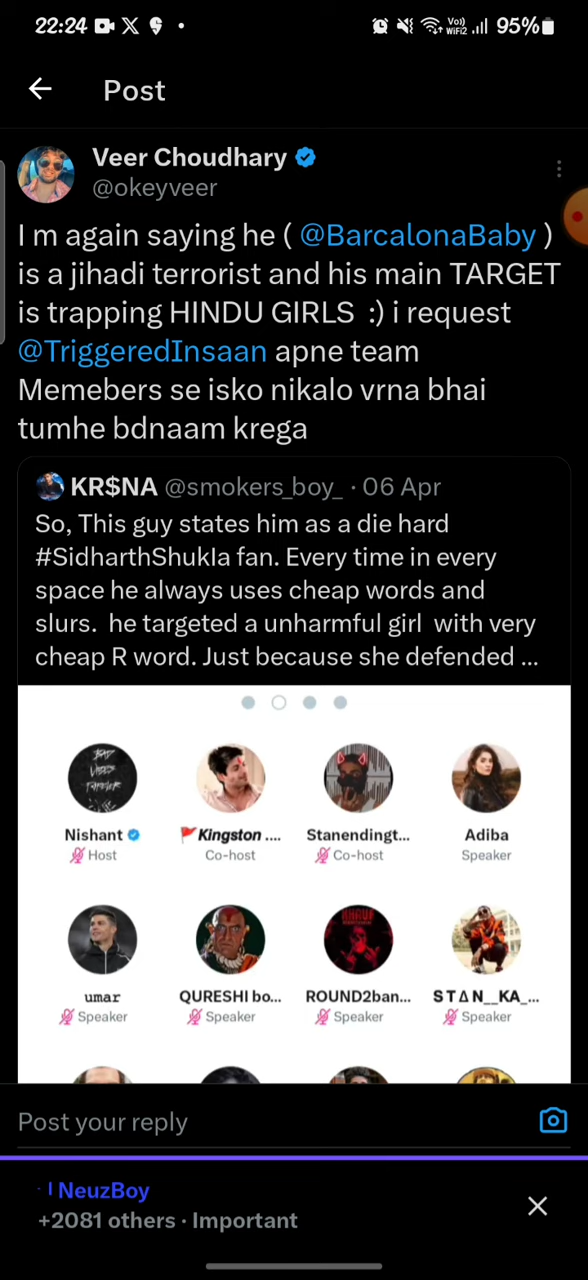 22:24
Vo))
WiFi2
95%
Post
Veer Choudhary
@okeyveer
I m again saying he ( @BarcalonaBaby )
is a jihadi terrorist and his main TARGET
is trapping HINDU GIRLS :) i request
@TriggeredInsaan apne team
Memebers se isko nikalo vrna bhai
tumhe bdnaam krega
KR$NA @smokers_boy_ · 06 Apr
So, This guy states him as a die hard
#SidharthShukla fan. Every time in every
space he always uses cheap words and
slurs. he targeted a unharmful girl with very
cheap R word. Just because she defended ...
Nishant
Host
Kingston ....
Co-host
Stanendingt...
Co-host
Adiba
Speaker
umar
Speaker
QURESHI bo...
Speaker
ROUND2ban...
Speaker
S T Δ N__KA_...
Speaker
Post your reply
NeuzBoy
+2081 others · Important